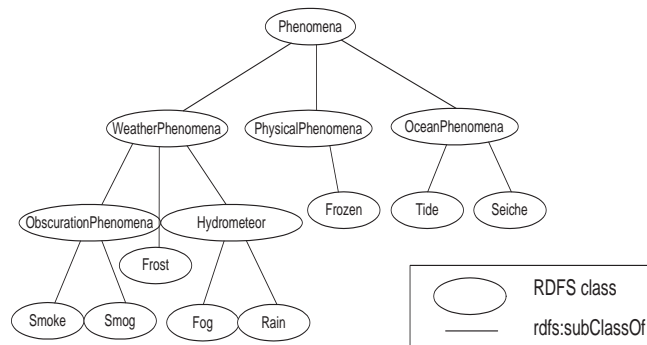 Phenomena
WeatherPhenomena
PhysicalPhenomena
OceanPhenomena
ObscurationPhenomena
Hydrometeor
Frozen
Tide
Seiche
Frost
Smoke
Smog
Fog
Rain
RDFS class
rdfs:subClassOf